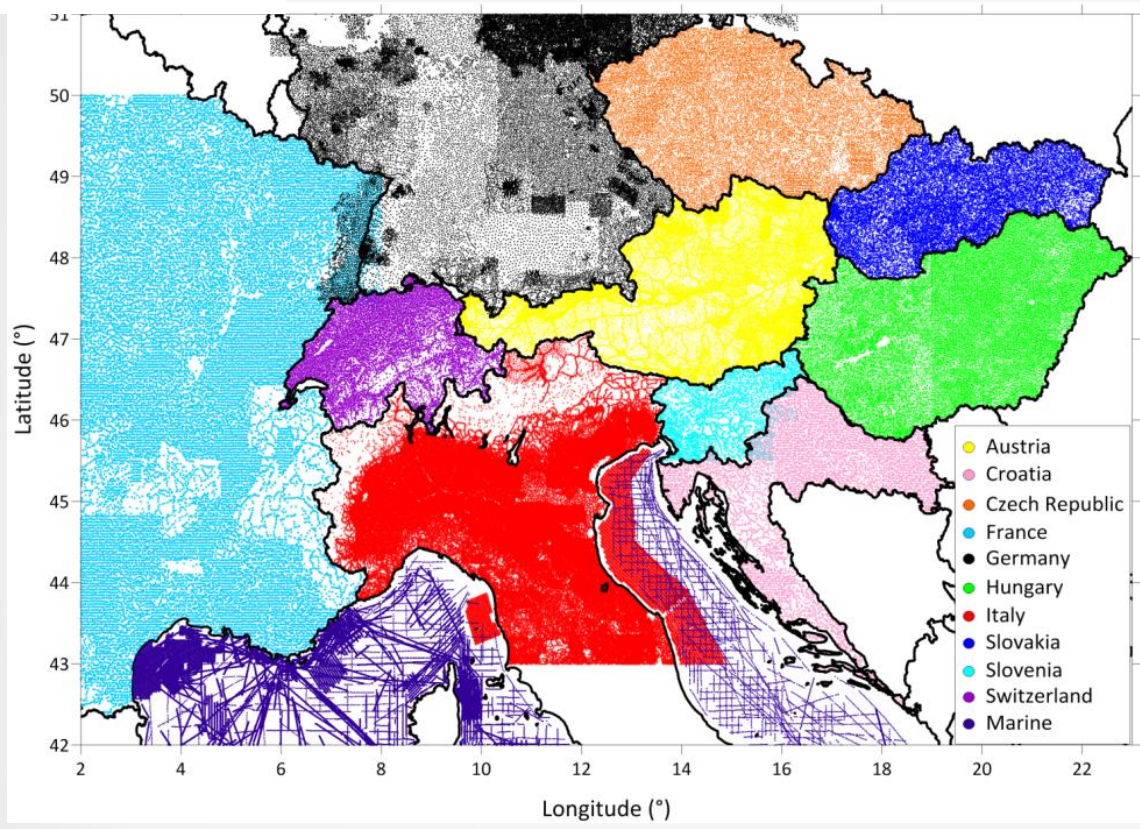 51
50
49
48
47
46
45
44
43
42
Latitude (°)
Austria
Croatia
Czech Republic
France
Germany
Hungary
Italy
Slovakia
Slovenia
Switzerland
Marine
2 4 6 8 10 12 14 16 18 20 22
Longitude (°)